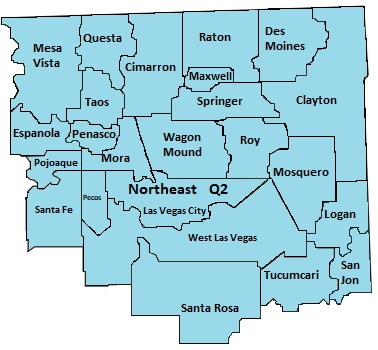 Mesa
Vista
Questa
Cimarron
Raton
Des
Moines
Maxwell
Taos
Springer
Clayton
Espanola
Penasco
Wagon
Mound
Roy
Pojoaque
Mora
Mosquero
Northeast Q2
Pecos
Santa Fe
Las Vegas City
Logan
West Las Vegas
Tucumcari
San
Jon
Santa Rosa